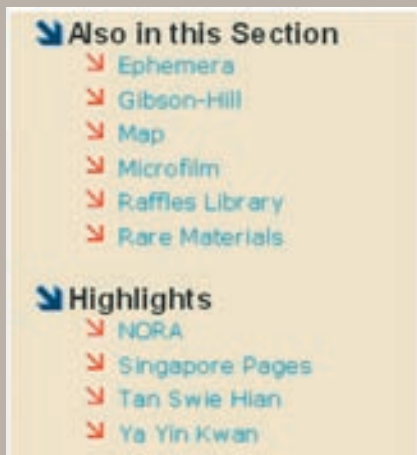 Also in this Section
Ephemera
Gibson-Hill
Map
Microfilm
Raffles Library
Rare Materials
Highlights
NORA
Singapore Pages
Tan Swie Hian
Ya Yin Kwan